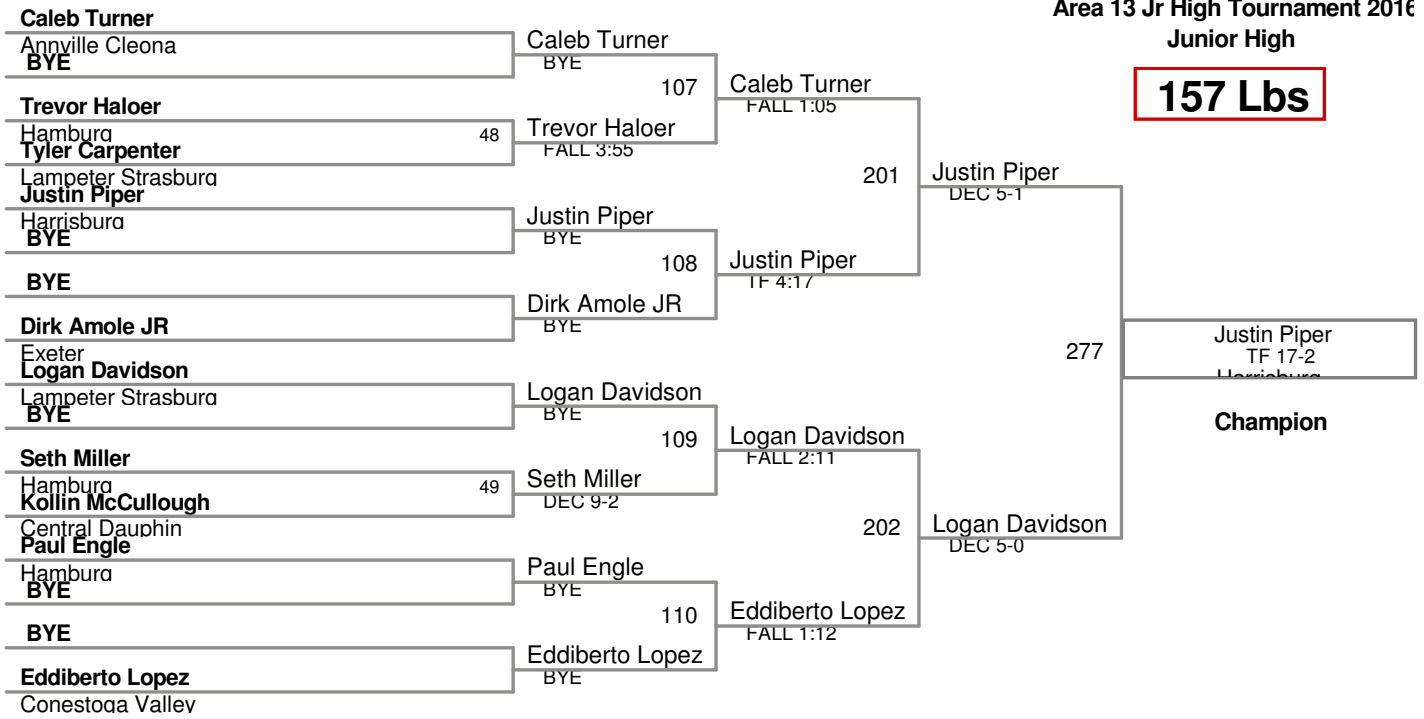 Area 13 Jr High Tournament 2016
Junior High
157 Lbs
Caleb Turner
Annville Cleona
BYE
Trevor Haloer
Hamburg
Tyler Carpenter
Lampeter Strasburg
Justin Piper
Harrisburg
BYE
BYE
Dirk Amole JR
Exeter
Logan Davidson
Lampeter Strasburg
BYE
Seth Miller
Hamburg
Kollin McCullough
Central Dauphin
Paul Engle
Hamburg
BYE
BYE
Eddiberto Lopez
Conestoga Valley
48
49
Caleb Turner
BYE
107
Trevor Haloer
FALL 3:55
Justin Piper
BYE
108
Dirk Amole JR
BYE
Logan Davidson
BYE
109
Seth Miller
DEC 9-2
Paul Engle
BYE
110
Eddiberto Lopez
BYE
Caleb Turner
FALL 1:05
201
Justin Piper
TF 4:17
Logan Davidson
FALL 2:11
202
Eddiberto Lopez
FALL 1:12
Justin Piper
DEC 5-1
277
Logan Davidson
DEC 5-0
Justin Piper
TF 17-2
Harrisburg
Champion